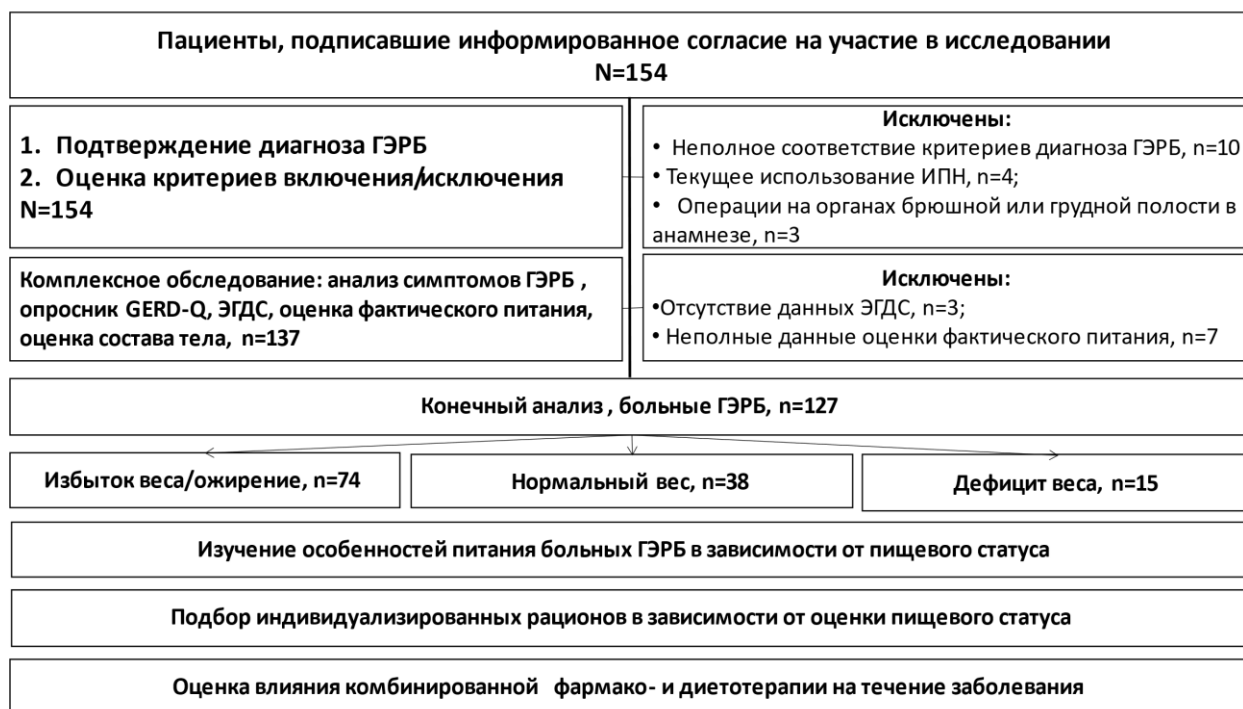 Пациенты, подписавшие информированное согласие на участие в исследовании
N=154
1. Подтверждение диагноза ГЭРБ
2. Оценка критериев включения/исключения
N=154
Исключены:
• Неполное соответствие критериев диагноза ГЭРБ, n=10
• Текущее использование ИПН, n=4;
• Операции на органах брюшной или грудной полости в
анамнезе, n=3
Комплексное обследование: анализ симптомов ГЭРБ ,
опросник GERD-Q, ЭГДС, оценка фактического питания,
оценка состава тела, n=137
Исключены:
•Отсутствие данных ЭГДС, n=3;
• Неполные данные оценки фактического питания, n=7
Конечный анализ , больные ГЭРБ, n=127
Избыток веса/ожирение, n=74
Нормальный вес, n=38
Дефицит веса, n=15
Изучение особенностей питания больных ГЭРБ в зависимости от пищевого статуса
Подбор индивидуализированных рационов в зависимости от оценки пищевого статуса
Оценка влияния комбинированной фармако- и диетотерапии на течение заболевания